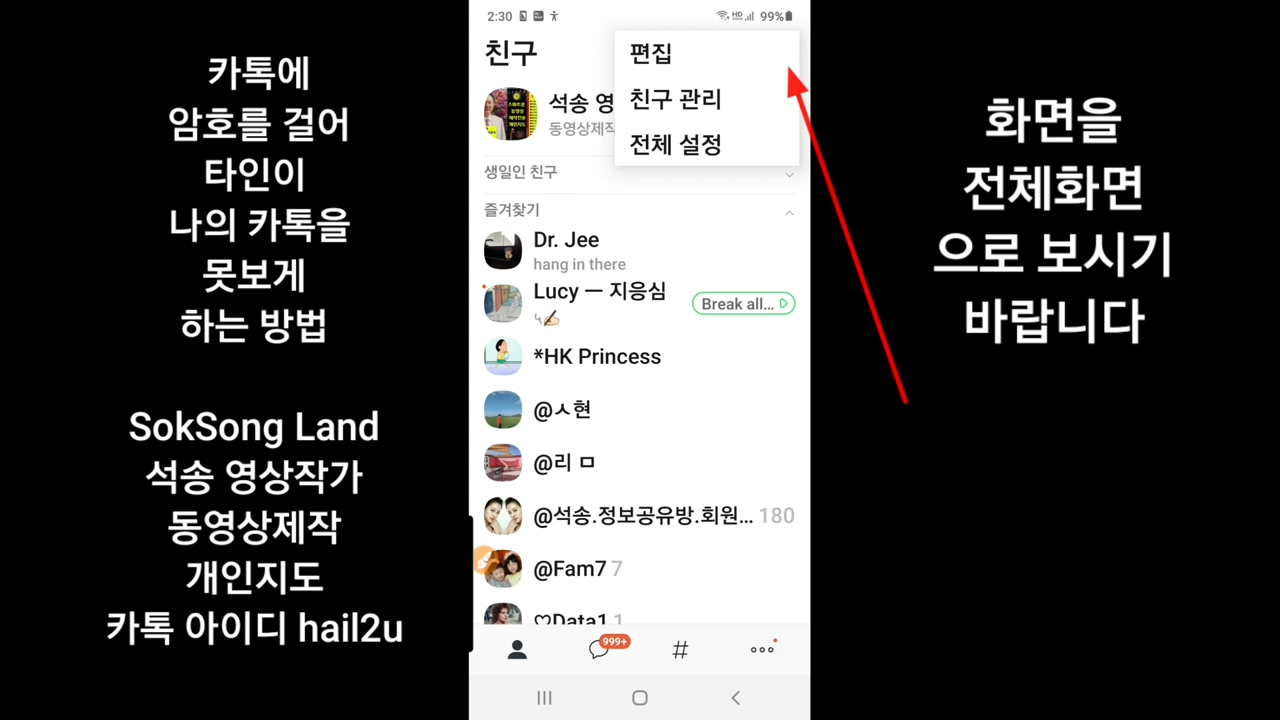 카톡에
암호를 걸어
타인이
나의 카톡을
못보게
하는 방법
SokSong Land
석송 영상작가
동영상제작
개인지도
카톡 아이디 hail2u
2:30
HD
99%
친구
편집
친구 관리
전체 설정
석송 영
동영상제작
생일인 친구
즐겨찾기
Dr. Jee
hang in there
Lucy ㅡ 지응심
Break all...
*HK Princess
@ㅅ현
@리 ㅁ
@석송.정보공유방.회원... 180
@Fam7 7
♡Data1 1
999+
#
화면을
전체화면
으로 보시기
바랍니다